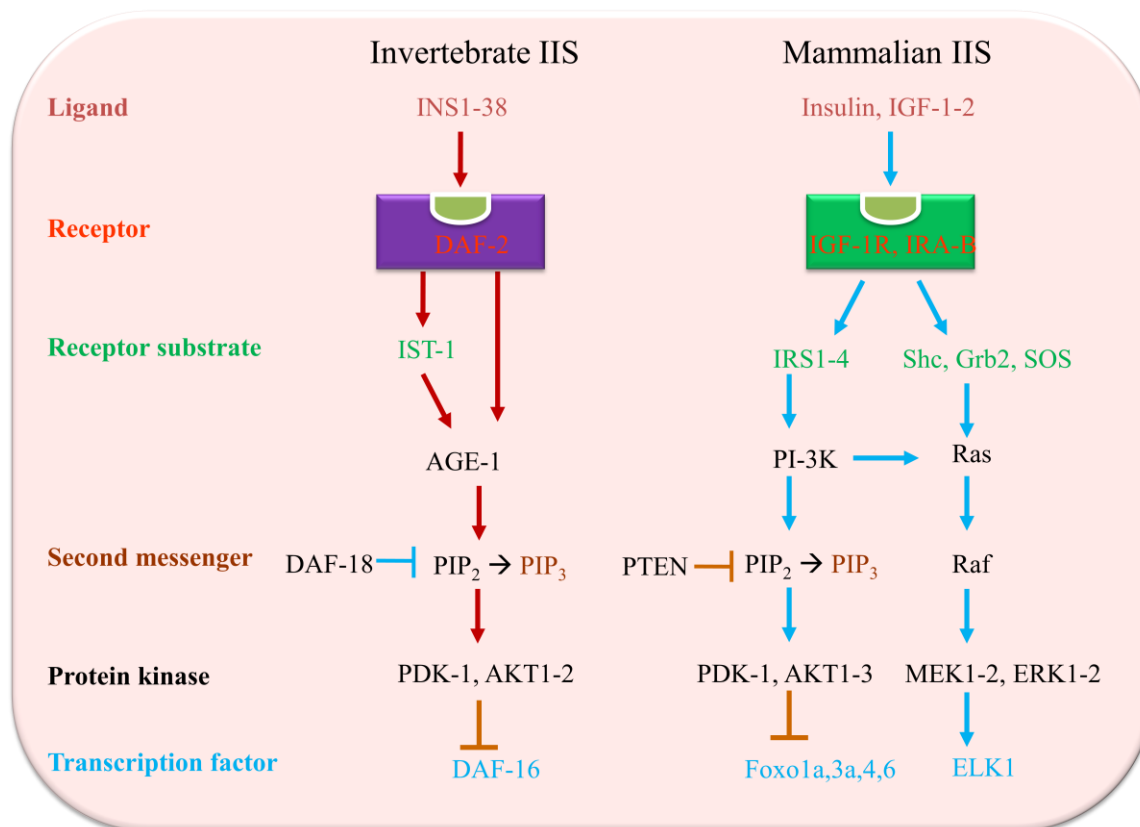 Invertebrate IIS Mammalian IIS
Ligand INS1-38 Insulin, IGF-1-2
Receptor DAF-2 IGF-1R, IRA-B
Receptor substrate IST-1 IRS1-4 Shc, Grb2, SOS
AGE-1 PI-3K Ras
Second messenger DAF-18 PIP₂ → PIP₃ PTEN PIP₂ → PIP₃ Raf
Protein kinase PDK-1, AKT1-2 PDK-1, AKT1-3 MEK1-2, ERK1-2
Transcription factor DAF-16 Foxo1a,3a,4,6 ELK1